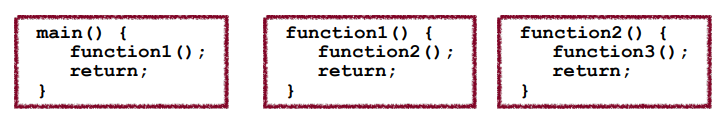 main() {
function1();
return;
}
function1() {
function2();
return;
}
function2() {
function3();
return;
}